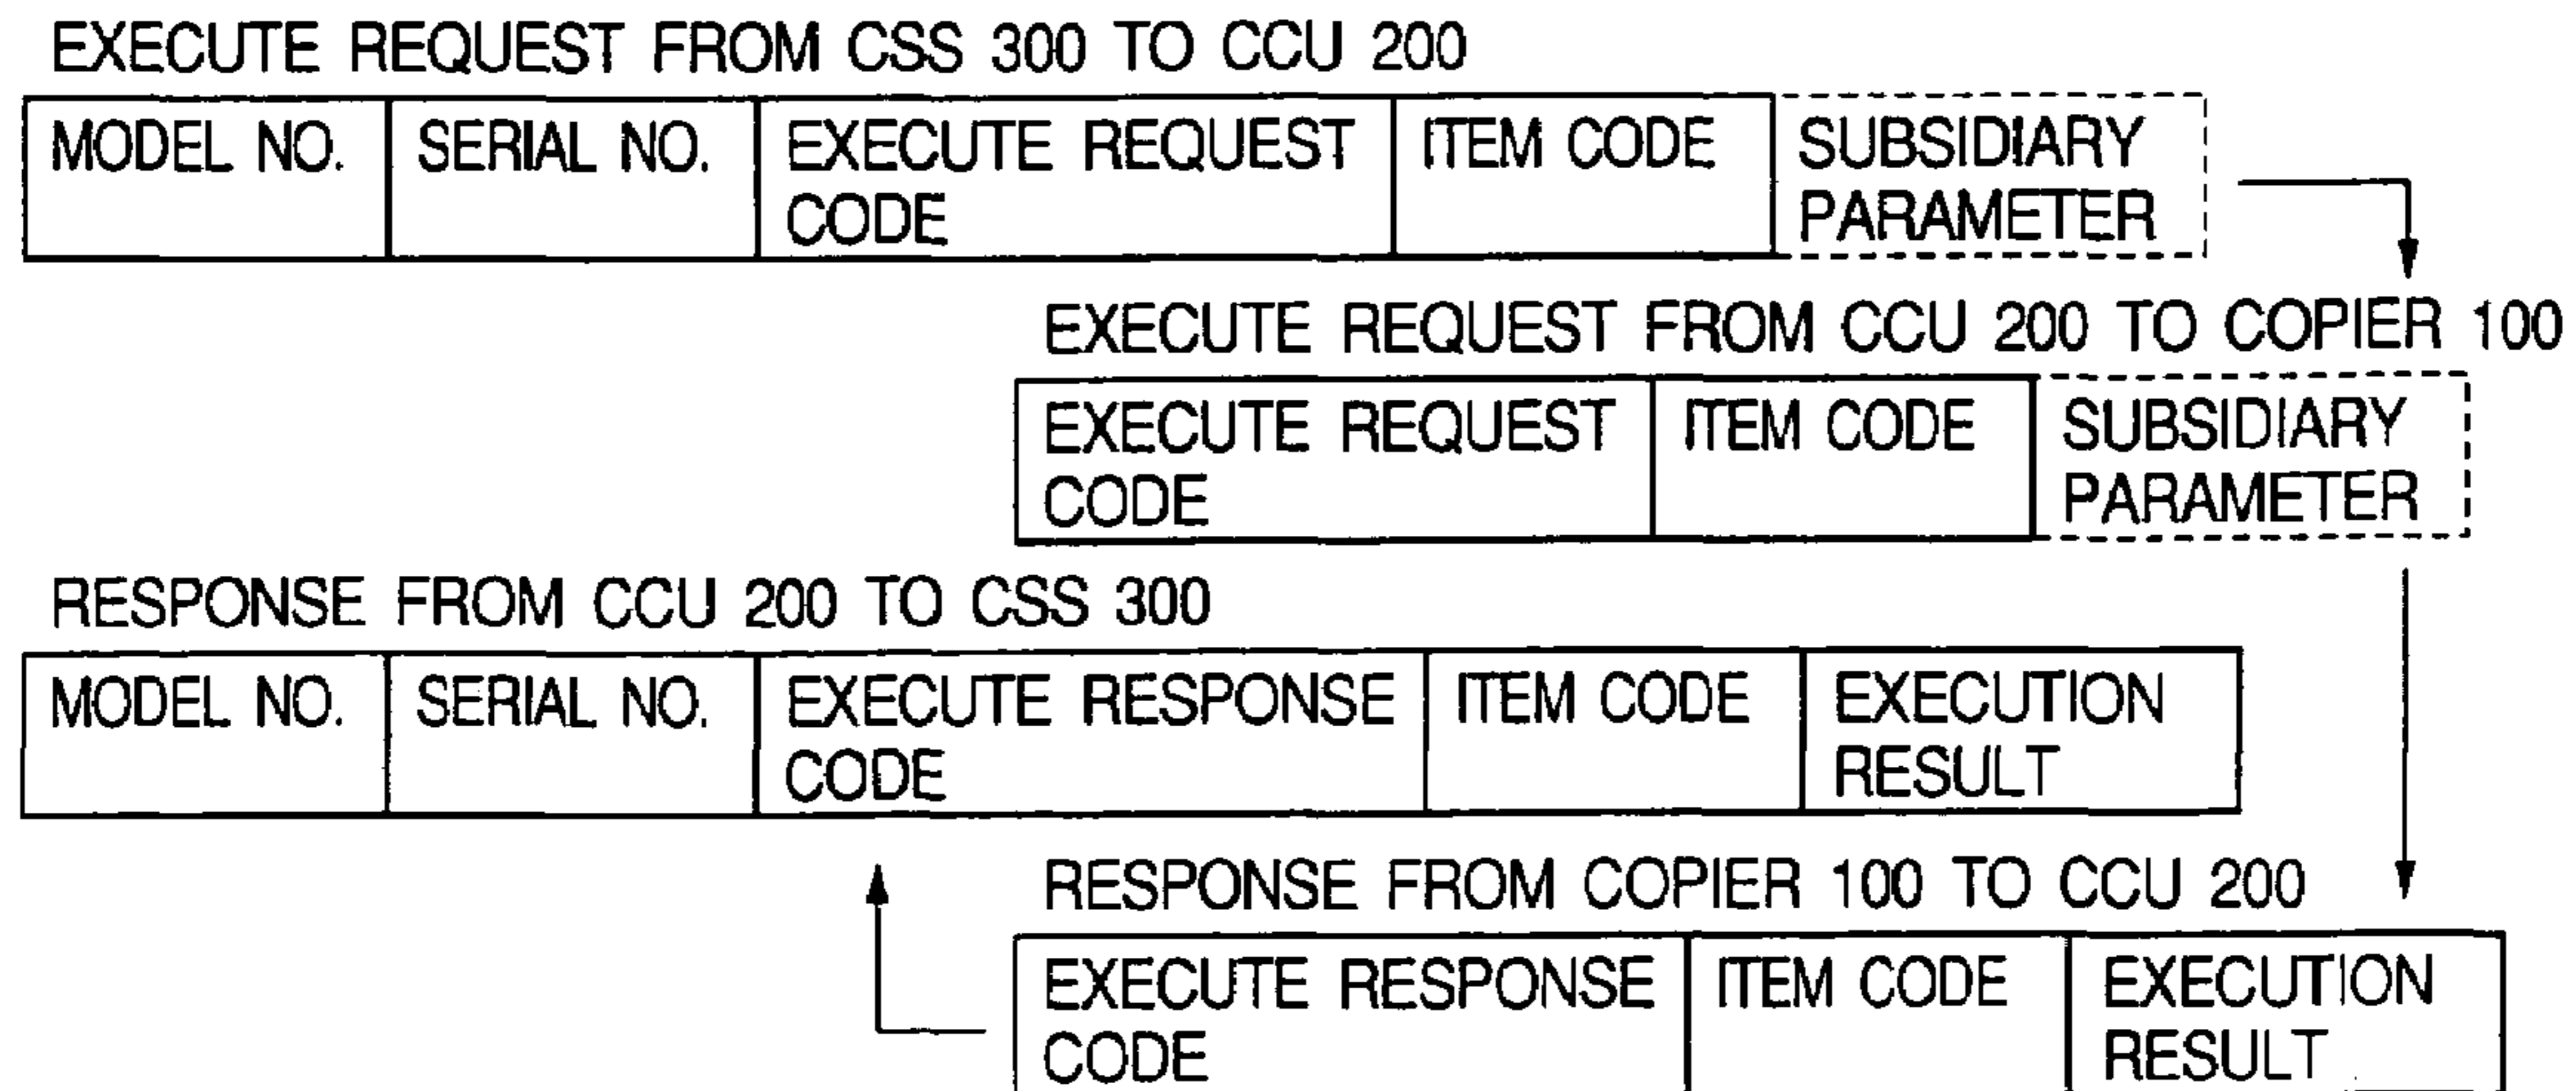 EXECUTE REQUEST FROM CSS 300 TO CCU 200
MODEL NO.
SERIAL NO.
EXECUTE REQUEST
CODE
ITEM CODE
SUBSIDIARY
PARAMETER
EXECUTE REQUEST FROM CCU 200 TO COPIER 100
EXECUTE REQUEST
CODE
ITEM CODE
SUBSIDIARY
PARAMETER
RESPONSE FROM CCU 200 TO CSS 300
MODEL NO.
SERIAL NO.
EXECUTE RESPONSE
CODE
ITEM CODE
EXECUTION
RESULT
RESPONSE FROM COPIER 100 TO CCU 200
EXECUTE RESPONSE
CODE
ITEM CODE
EXECUTION
RESULT